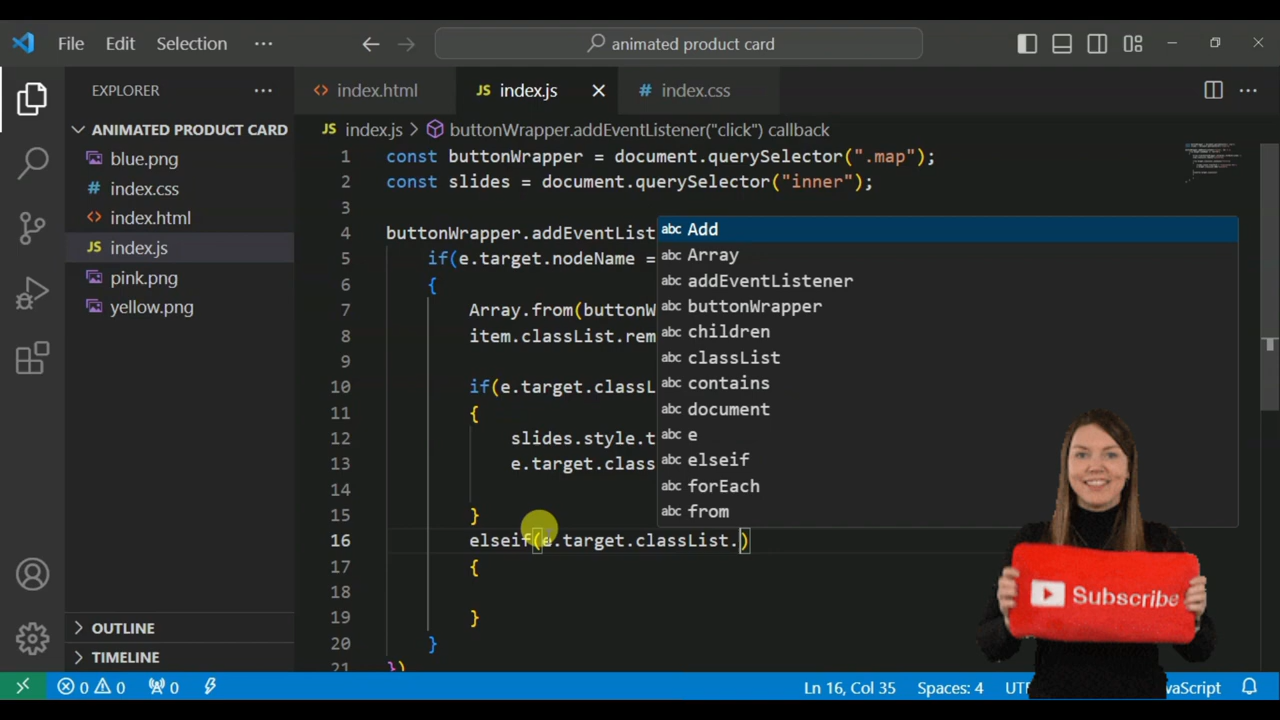 File Edit Selection ···
animated product card
EXPLORER ···
index.html
JS index.js
# index.css
ANIMATED PRODUCT CARD
blue.png
# index.css
index.html
JS index.js
pink.png
yellow.png
OUTLINE
TIMELINE
JS index.js > buttonWrapper.addEventListener("click") callback
1 const buttonWrapper = document.querySelector(".map");
2 const slides = document.querySelector("inner");
3
4 buttonWrapper.addEventList
5 if(e.target.nodeName =
6 {
7 Array.from(buttonW
8 item.classList.rem
9
10 if(e.target.classL
11 {
12 slides.style.t
13 e.target.class
14
15 }
16 elseif(e.target.classList.)
17 {
18
19 }
20 }
21 })
abc Add
abc Array
abc addEventListener
abc buttonWrapper
abc children
abc classList
abc contains
abc document
abc e
abc elseif
abc forEach
abc from
Subscribe
0 0 0
Ln 16, Col 35 Spaces: 4 UTF vaScript